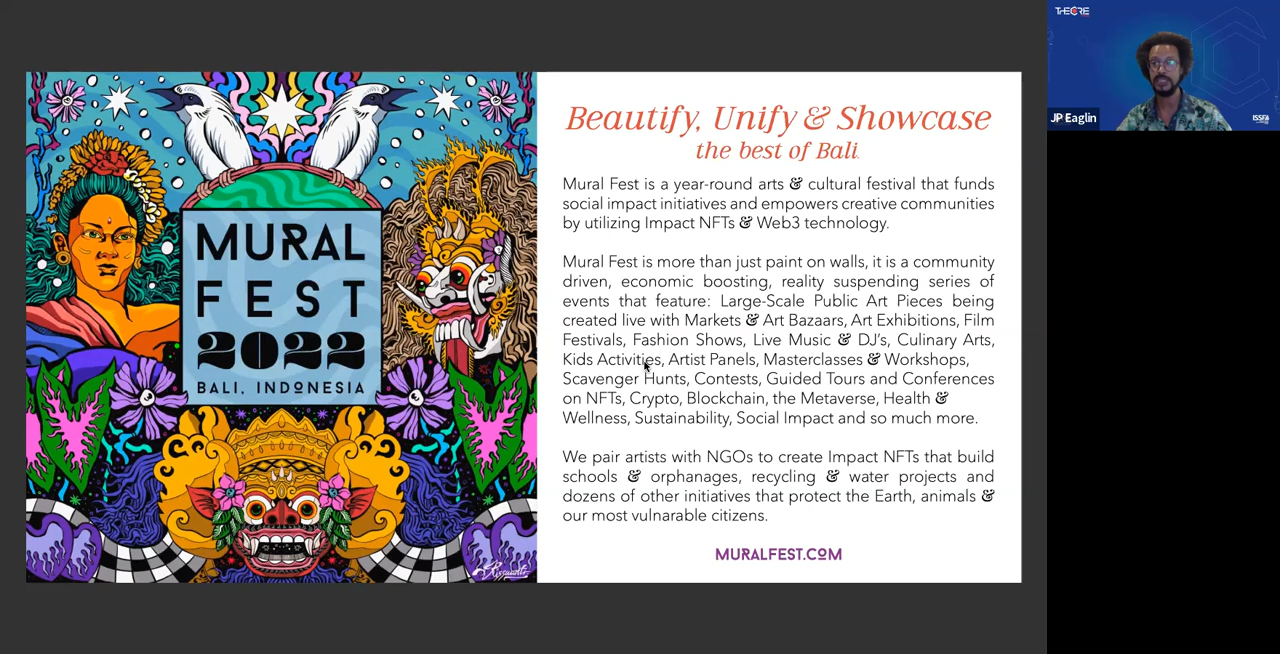 MURAL
FEST
2022
BALI, INDONESIA
Beautify, Unify & Showcase
the best of Bali
Mural Fest is a year-round arts & cultural festival that funds
social impact initiatives and empowers creative communities
by utilizing Impact NFTs & Web3 technology.
Mural Fest is more than just paint on walls, it is a community
driven, economic boosting, reality suspending series of
events that feature: Large-Scale Public Art Pieces being
created live with Markets & Art Bazaars, Art Exhibitions, Film
Festivals, Fashion Shows, Live Music & DJ's, Culinary Arts,
Kids Activities, Artist Panels, Masterclasses & Workshops,
Scavenger Hunts, Contests, Guided Tours and Conferences
on NFTs, Crypto, Blockchain, the Metaverse, Health &
Wellness, Sustainability, Social Impact and so much more.
We pair artists with NGOs to create Impact NFTs that build
schools & orphanages, recycling & water projects and
dozens of other initiatives that protect the Earth, animals &
our most vulnarable citizens.
MURALFEST.COM
THECRE
JP Eaglin
ISSFA